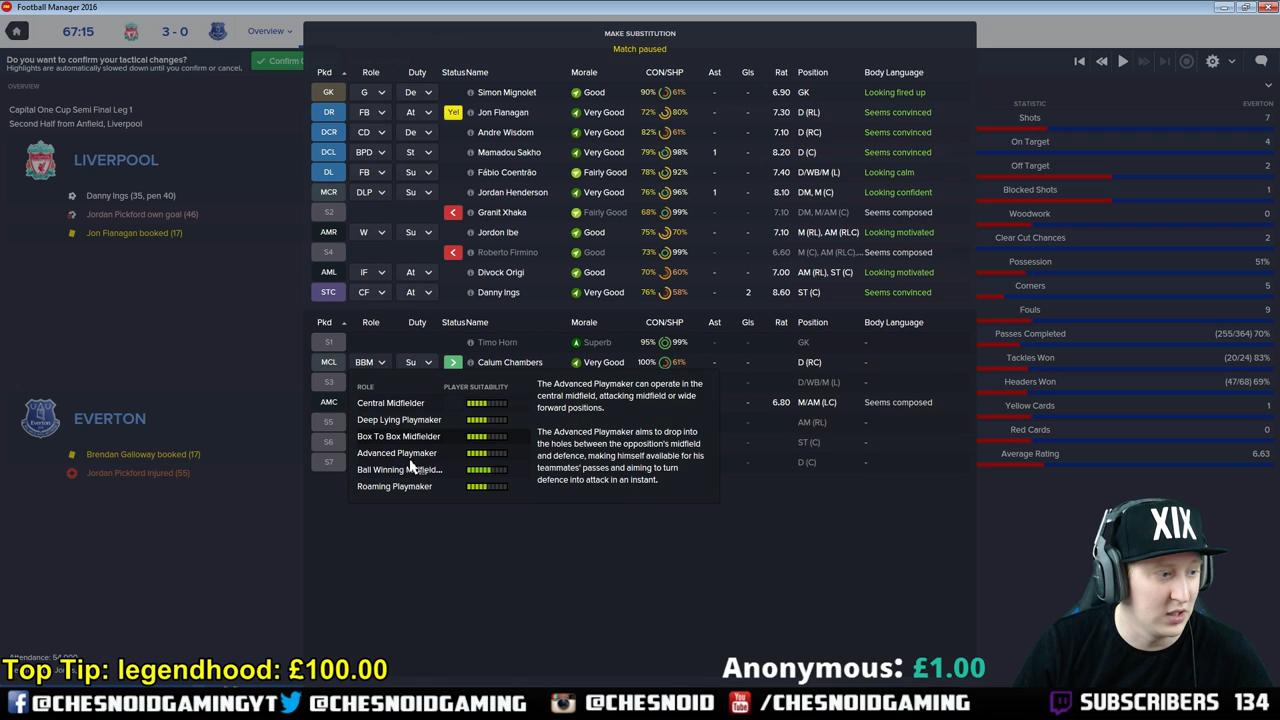 Football Manager 2016
67:15 3 - 0 Overview
MAKE SUBSTITUTION
Match paused
Do you want to confirm your tactical changes?
Highlights are automatically slowed down until you confirm or cancel.
Confirm
OVERVIEW
Capital One Cup Semi Final Leg 1
Second Half from Anfield, Liverpool
LIVERPOOL
Danny Ings (35, pen 40)
Jordan Pickford own goal (46)
Jon Flanagan booked (17)
EVERTON
Brendan Galloway booked (17)
Jordan Pickford injured (55)
Pkd Role Duty Status Name Morale CON/SHP Ast Gls Rat Position Body Language
GK G De Simon Mignolet Good 90% 61% - - 6.90 GK Looking fired up
DR FB At Yel Jon Flanagan Very Good 72% 80% - - 7.30 D (RL) Seems convinced
DCR CD De Andre Wisdom Very Good 82% 61% - - 7.10 D (RC) Seems convinced
DCL BPD St Mamadou Sakho Very Good 79% 98% 1 - 8.20 D (C) Seems convinced
DL FB Su Fábio Coentrão Fairly Good 78% 92% - - 7.40 D/WB/M (L) Looking calm
MCR DLP Su Jordan Henderson Very Good 76% 96% 1 - 8.10 DM, M (C) Looking confident
S2 Granit Xhaka Fairly Good 68% 99% - - 7.10 DM, M/AM (C) Seems composed
AMR W Su Jordon Ibe Good 75% 70% - - 7.10 M (RL), AM (RLC) Looking motivated
S4 Roberto Firmino Good 73% 99% - - 6.60 M (C), AM (RLC),... Seems composed
AML IF At Divock Origi Good 70% 60% - - 7.00 AM (RL), ST (C) Looking motivated
STC CF At Danny Ings Very Good 76% 58% - 2 8.60 ST (C) Seems convinced
Pkd Role Duty Status Name Morale CON/SHP Ast Gls Rat Position Body Language
S1 Timo Horn Superb 95% 99% - - - GK -
MCL BBM Su Calum Chambers Very Good 100% 61% - - - D (RC) -
S3 D/WB/M (L) -
AMC 6.80 M/AM (LC) Seems composed
S5 AM (RL) -
S6 ST (C) -
S7 D (C) -
ROLE PLAYER SUITABILITY
Central Midfielder
Deep Lying Playmaker
Box To Box Midfielder
Advanced Playmaker
Ball Winning Midfield...
Roaming Playmaker
The Advanced Playmaker can operate in the
central midfield, attacking midfield or wide
forward positions.
The Advanced Playmaker aims to drop into
the holes between the opposition's midfield
and defence, making himself available for his
teammates' passes and aiming to turn
defence into attack in an instant.
STATISTIC EVERTON
Shots 7
On Target 4
Off Target 2
Blocked Shots 1
Woodwork 0
Clear Cut Chances 2
Possession 51%
Corners 5
Fouls 9
Passes Completed (255/364) 70%
Tackles Won (20/24) 83%
Headers Won (47/68) 69%
Yellow Cards 1
Red Cards 0
Average Rating 6.63
XIX
Top Tip: legendhood: £100.00
Anonymous: £1.00
@CHESNOIDGAMINGYT @CHESNOIDGAMING @CHESNOIDGAMING You Tube /CHESNOIDGAMING SUBSCRIBERS 134